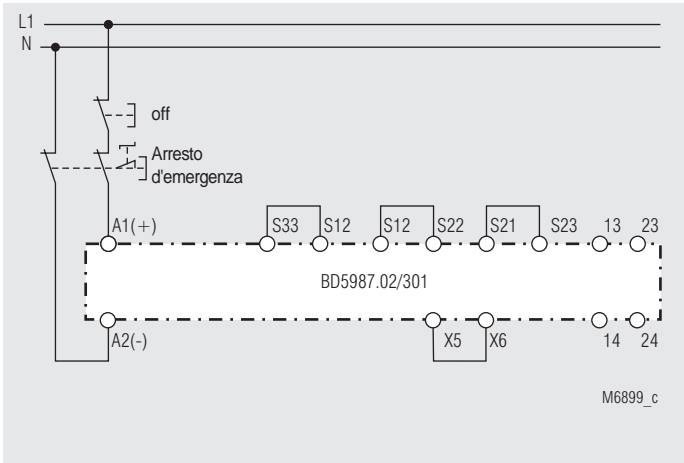 L1
N
off
Arresto
d'emergenza
A1(+) S33 S12 S12 S22 S21 S23 13 23
BD5987.02/301
A2(-) X5 X6 14 24
M6899_c